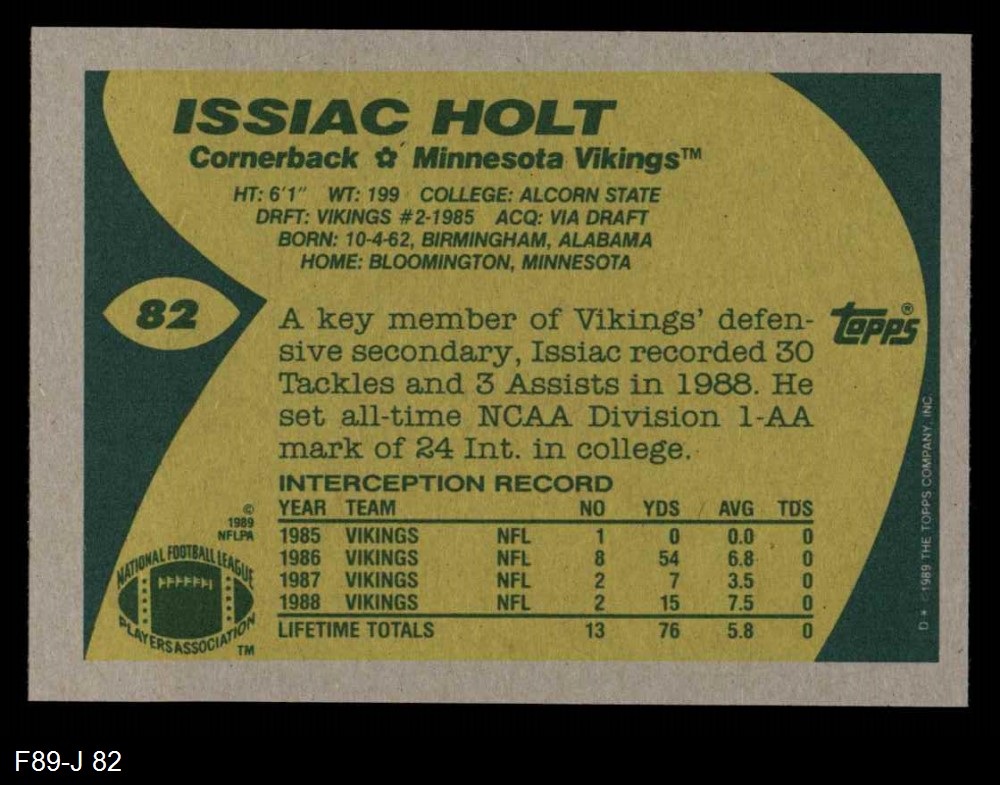 ISSIAC HOLT
Cornerback ✿ Minnesota Vikings™
HT: 6'1" WT: 199 COLLEGE: ALCORN STATE
DRFT: VIKINGS #2-1985 ACQ: VIA DRAFT
BORN: 10-4-62, BIRMINGHAM, ALABAMA
HOME: BLOOMINGTON, MINNESOTA
82
A key member of Vikings' defen-
sive secondary, Issiac recorded 30
Tackles and 3 Assists in 1988. He
set all-time NCAA Division 1-AA
mark of 24 Int. in college.
topps®
INTERCEPTION RECORD
YEAR TEAM NO YDS AVG TDS
1985 VIKINGS NFL 1 0 0.0 0
1986 VIKINGS NFL 8 54 6.8 0
1987 VIKINGS NFL 2 7 3.5 0
1988 VIKINGS NFL 2 15 7.5 0
LIFETIME TOTALS 13 76 5.8 0
©
1989
NFLPA
NATIONAL FOOTBALL LEAGUE
PLAYERS ASSOCIATION
TM
D* ©1989 THE TOPPS COMPANY, INC.
F89-J 82